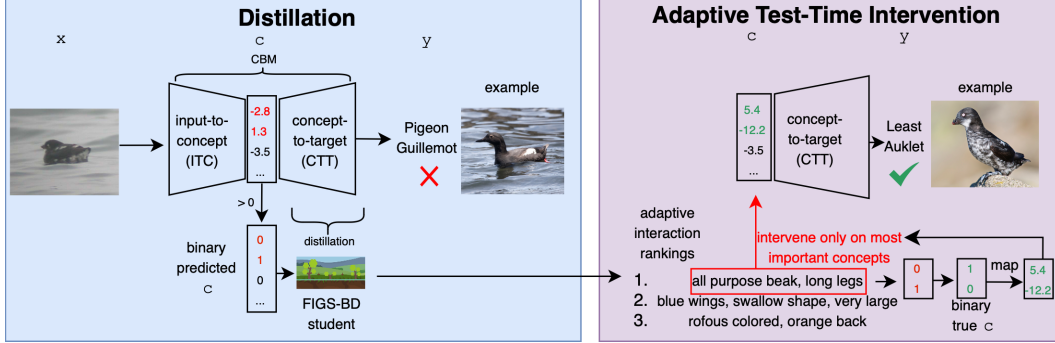 Distillation
x
c
y
CBM
input-to-
concept
(ITC)
-2.8
1.3
-3.5
...
concept-
to-target
(CTT)
Pigeon
Guillemot
example
> 0
binary
predicted
c
0
1
0
...
distillation
FIGS-BD
student
Adaptive Test-Time Intervention
c
y
5.4
-12.2
-3.5
...
concept-
to-target
(CTT)
Least
Auklet
example
adaptive
interaction
rankings
intervene only on most
important concepts
1. all purpose beak, long legs
2. blue wings, swallow shape, very large
3. rofous colored, orange back
0
1
1
0
binary
true c
map
5.4
-12.2